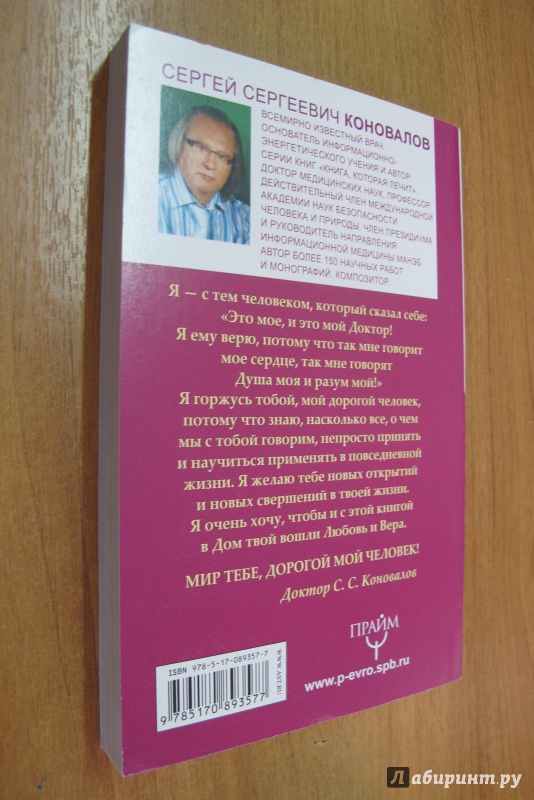 СЕРГЕЙ СЕРГЕЕВИЧ КОНОВАЛОВ
ВСЕМИРНО ИЗВЕСТНЫЙ ВРАЧ.
ОСНОВАТЕЛЬ ИНФОРМАЦИОННО-
ЭНЕРГЕТИЧЕСКОГО УЧЕНИЯ И АВТОР
СЕРИИ КНИГ «КНИГА, КОТОРАЯ ЛЕЧИТ».
ДОКТОР МЕДИЦИНСКИХ НАУК, ПРОФЕССОР
ДЕЙСТВИТЕЛЬНЫЙ ЧЛЕН МЕЖДУНАРОДНОЙ
АКАДЕМИИ НАУК БЕЗОПАСНОСТИ
ЧЕЛОВЕКА И ПРИРОДЫ. ЧЛЕН ПРЕЗИДИУМА
И РУКОВОДИТЕЛЬ НАПРАВЛЕНИЯ
ИНФОРМАЦИОННОЙ МЕДИЦИНЫ МАНЭБ.
АВТОР БОЛЕЕ 150 НАУЧНЫХ РАБОТ
И МОНОГРАФИЙ. КОМПОЗИТОР.
Я — с тем человеком, который сказал себе:
«Это мое, и это мой Доктор!
Я ему верю, потому что так мне говорит
мое сердце, так мне говорят
Душа моя и разум мой!»
Я горжусь тобой, мой дорогой человек,
потому что знаю, насколько все, о чем
мы с тобой говорим, непросто принять
и научиться применять в повседневной
жизни. Я желаю тебе новых открытий
и новых свершений в твоей жизни.
Я очень хочу, чтобы и с этой книгой
в Дом твой вошли Любовь и Вера.
МИР ТЕБЕ, ДОРОГОЙ МОЙ ЧЕЛОВЕК!
Доктор С. С. Коновалов
ISBN 978-5-17-089357-7
9 785170 893577
WWW.AST.RU
ПРАЙМ
www.p-evro.spb.ru
Лабиринт.ру